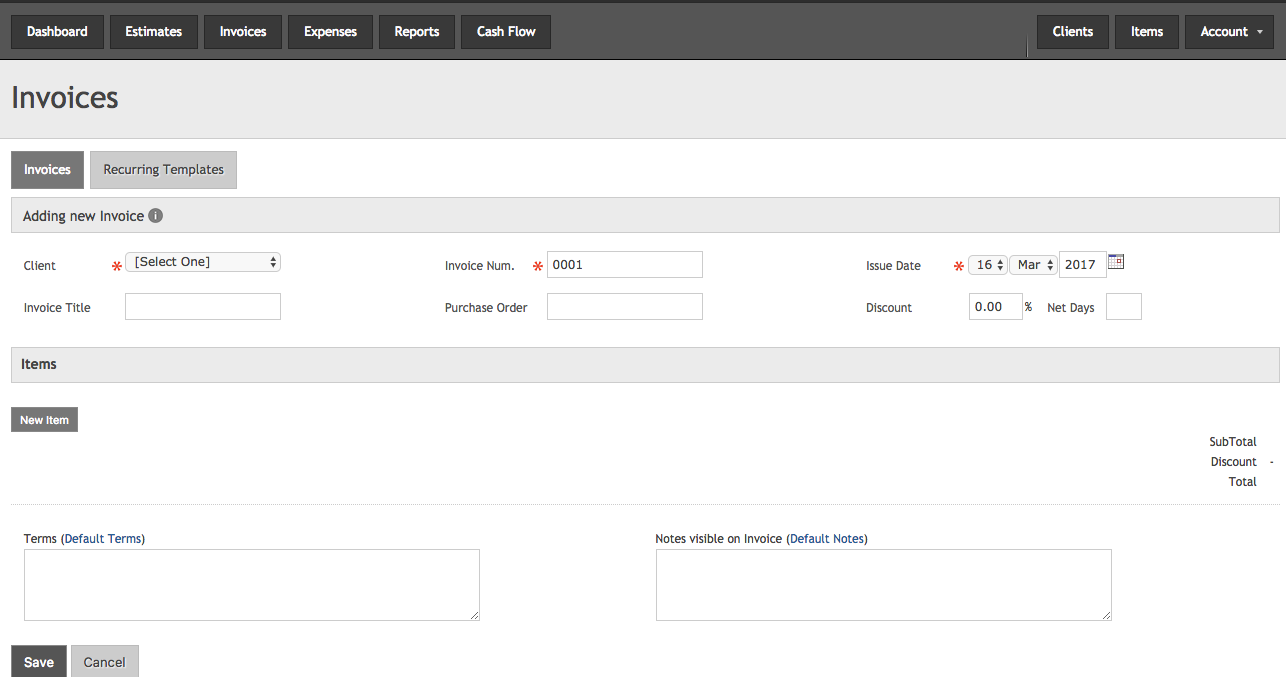 Dashboard Estimates Invoices Expenses Reports Cash Flow Clients Items Account
Invoices
Invoices Recurring Templates
Adding new Invoice i
Client * [Select One] Invoice Num. * 0001 Issue Date * 16 Mar 2017
Invoice Title Purchase Order Discount 0.00 % Net Days
Items
New Item
SubTotal
Discount -
Total
Terms (Default Terms) Notes visible on Invoice (Default Notes)
Save Cancel